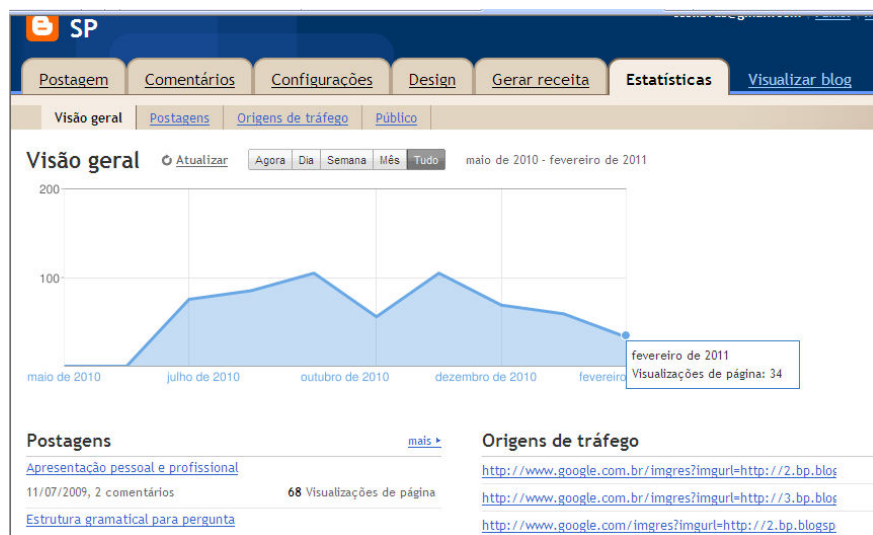 SP
Postagem Comentários Configurações Design Gerar receita Estatísticas Visualizar blog
Visão geral Postagens Origens de tráfego Público
Visão geral Atualizar Agora Dia Semana Mês Tudo maio de 2010 - fevereiro de 2011
200
100
maio de 2010 julho de 2010 outubro de 2010 dezembro de 2010 fevereiro
fevereiro de 2011
Visualizações de página: 34
Postagens mais
Apresentação pessoal e profissional
11/07/2009, 2 comentários 68 Visualizações de página
Estrutura gramatical para pergunta
Origens de tráfego
http://www.google.com.br/imgres?imgurl=http://2.bp.blog
http://www.google.com.br/imgres?imgurl=http://3.bp.blog
http://www.google.com/imgres?imgurl=http://2.bp.blogsp